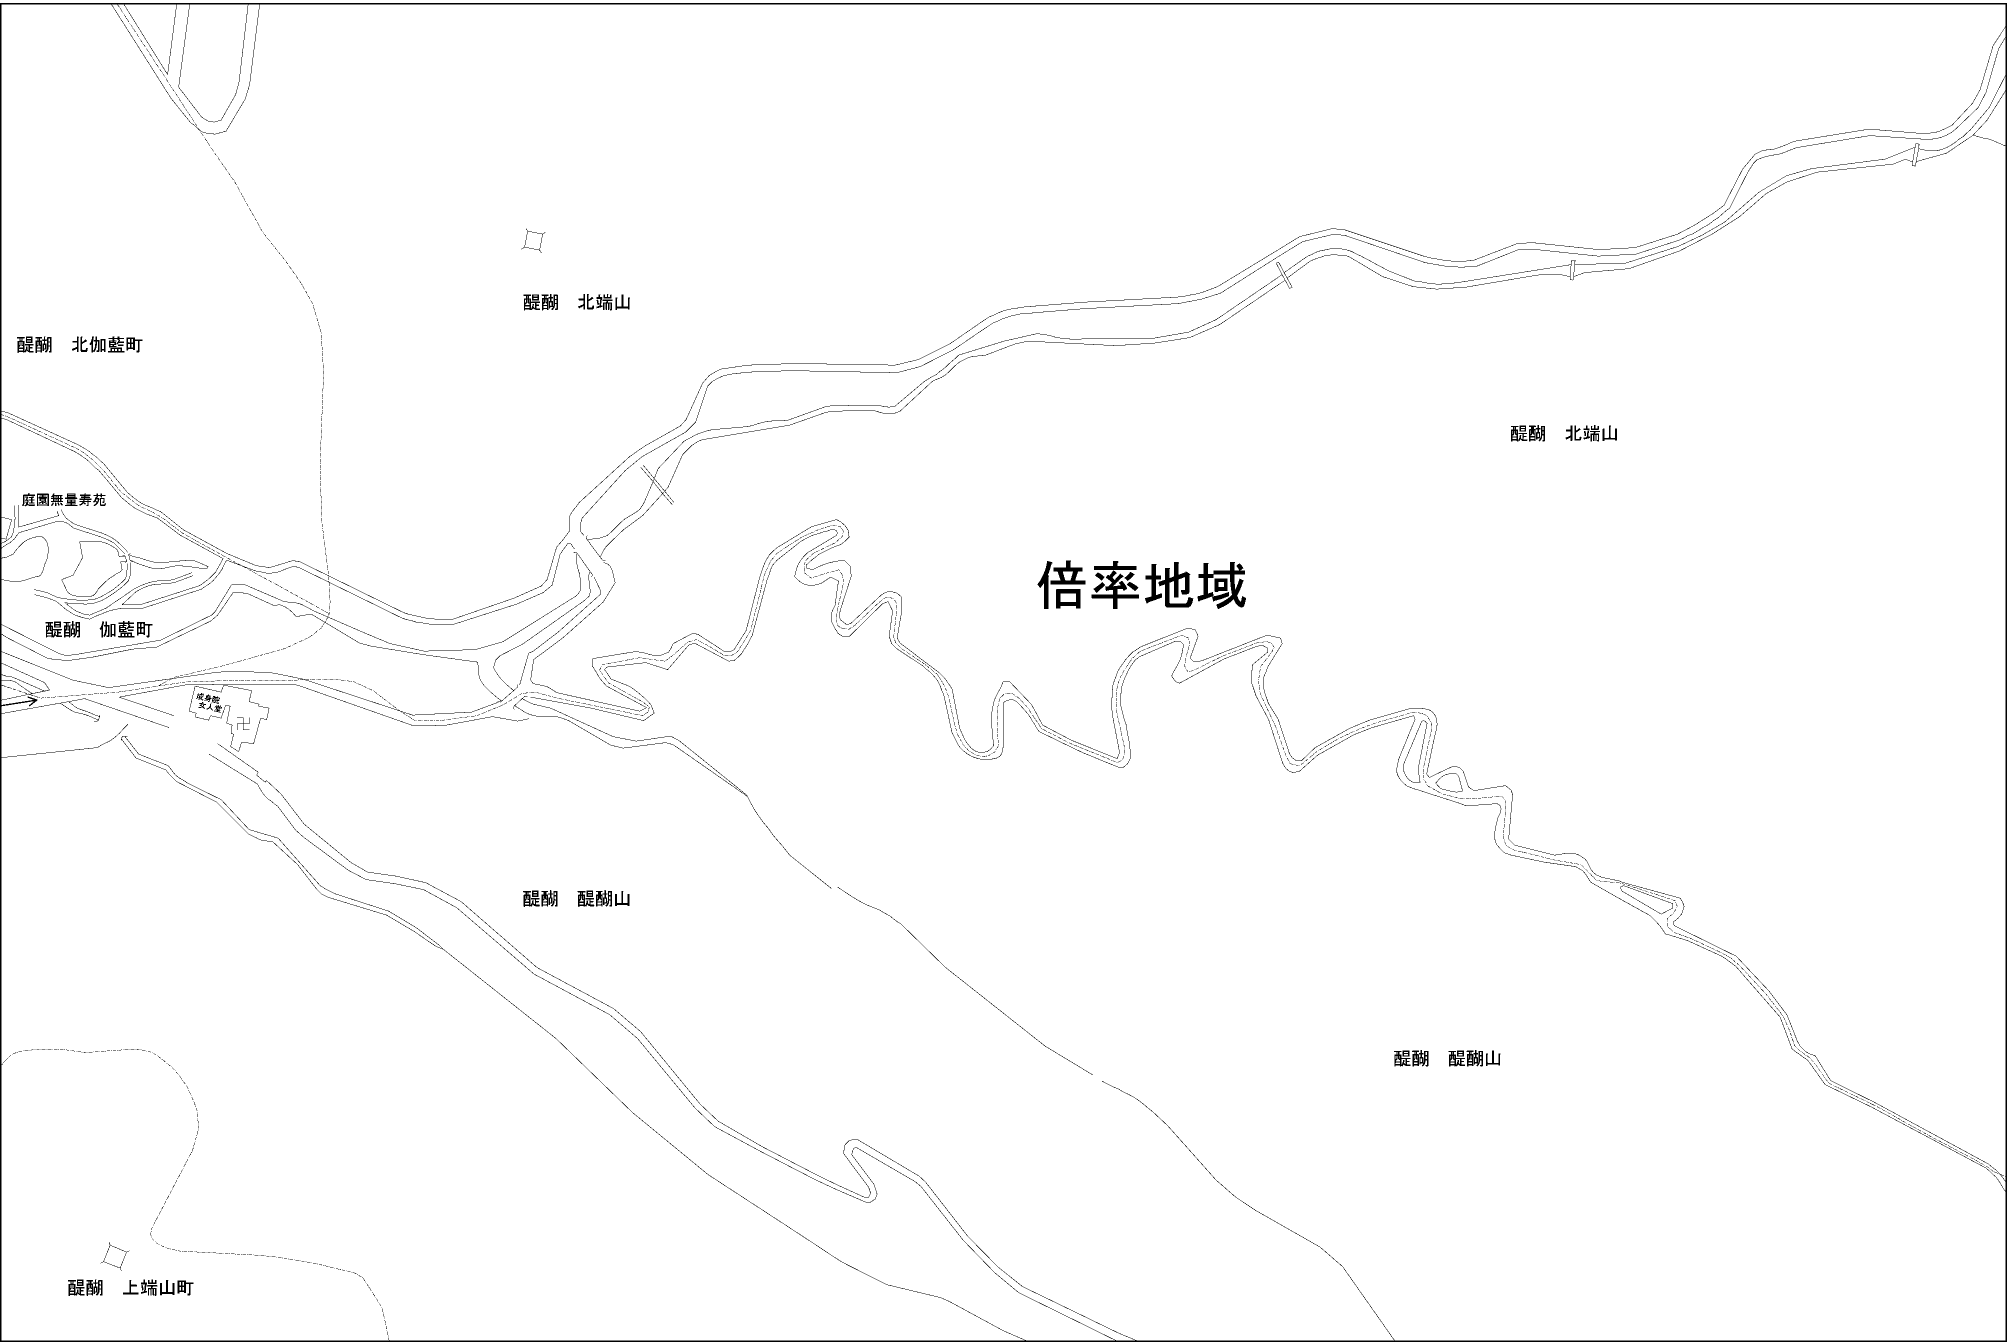 醍醐　北端山
醍醐　北伽藍町
醍醐　北端山
庭園無量寿苑
倍率地域
醍醐　伽藍町
成身院
女人堂
醍醐　醍醐山
醍醐　醍醐山
醍醐　上端山町